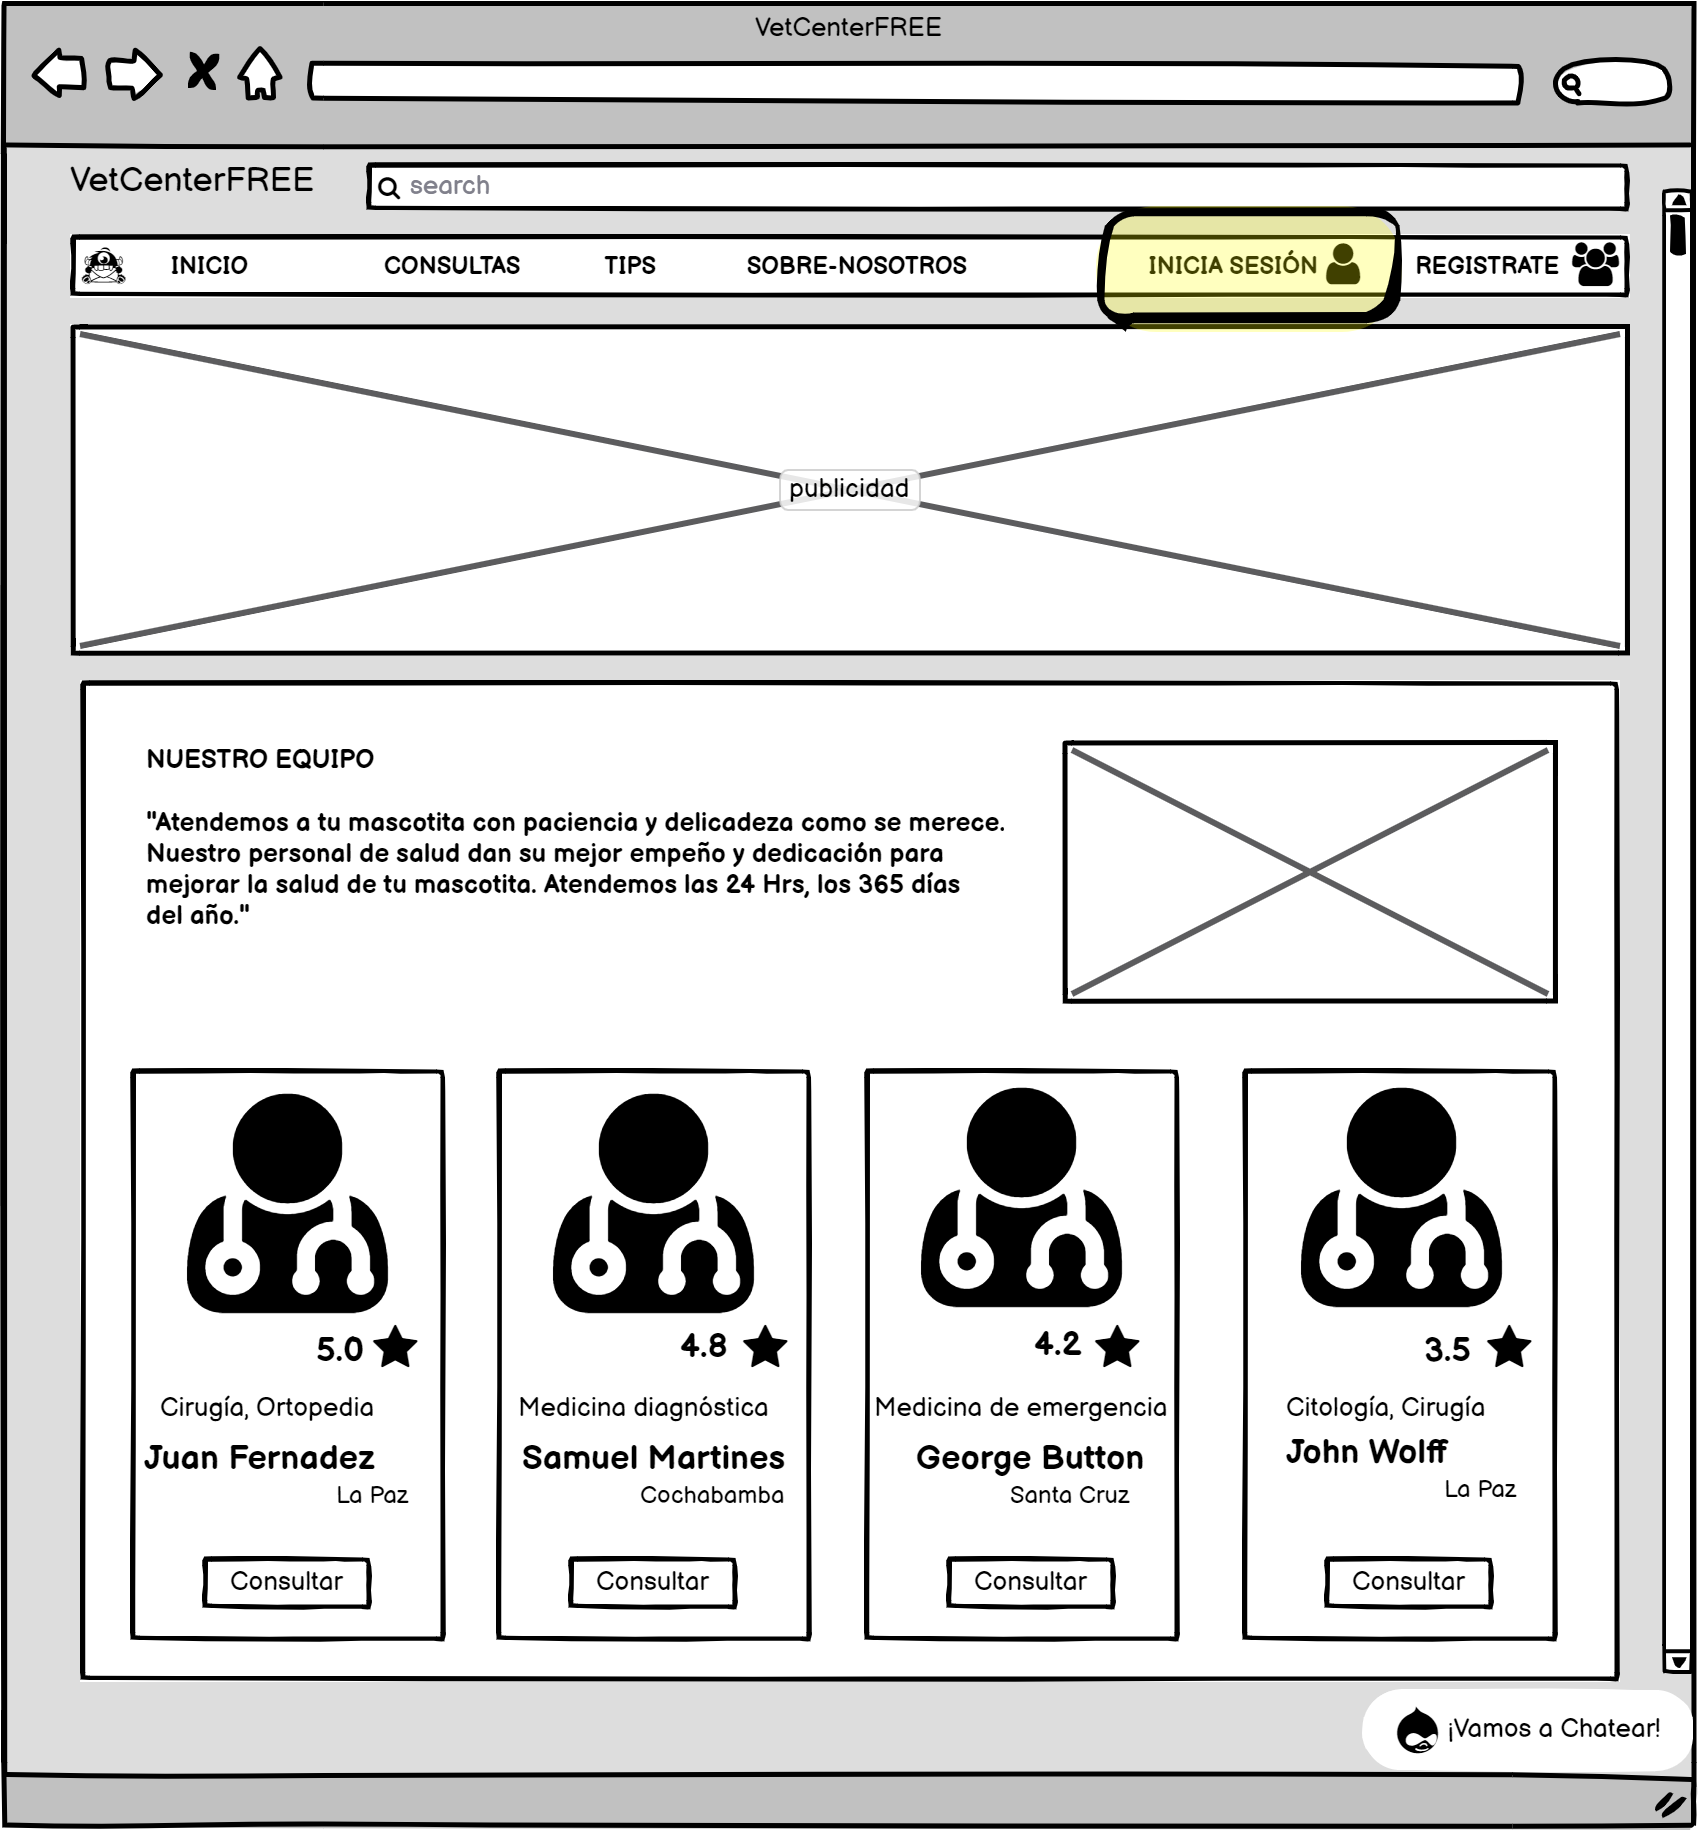 VetCenterFREE
VetCenterFREE
search
INICIO CONSULTAS TIPS SOBRE-NOSOTROS INICIA SESIÓN REGISTRATE
publicidad
NUESTRO EQUIPO
"Atendemos a tu mascotita con paciencia y delicadeza como se merece.
Nuestro personal de salud dan su mejor empeño y dedicación para
mejorar la salud de tu mascotita. Atendemos las 24 Hrs, los 365 días
del año."
5.0
Cirugía, Ortopedia
Juan Fernadez
La Paz
Consultar
4.8
Medicina diagnóstica
Samuel Martines
Cochabamba
Consultar
4.2
Medicina de emergencia
George Button
Santa Cruz
Consultar
3.5
Citología, Cirugía
John Wolff
La Paz
Consultar
¡Vamos a Chatear!